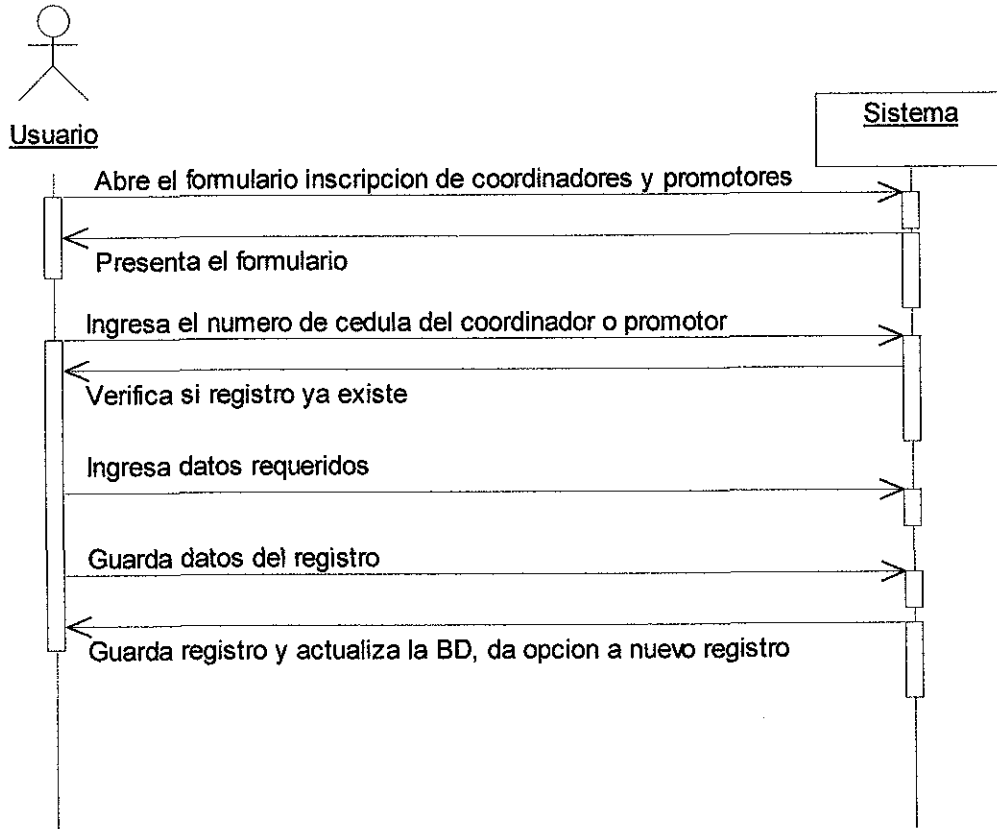 Usuario
Sistema
Abre el formulario inscripcion de coordinadores y promotores
Presenta el formulario
Ingresa el numero de cedula del coordinador o promotor
Verifica si registro ya existe
Ingresa datos requeridos
Guarda datos del registro
Guarda registro y actualiza la BD, da opcion a nuevo registro